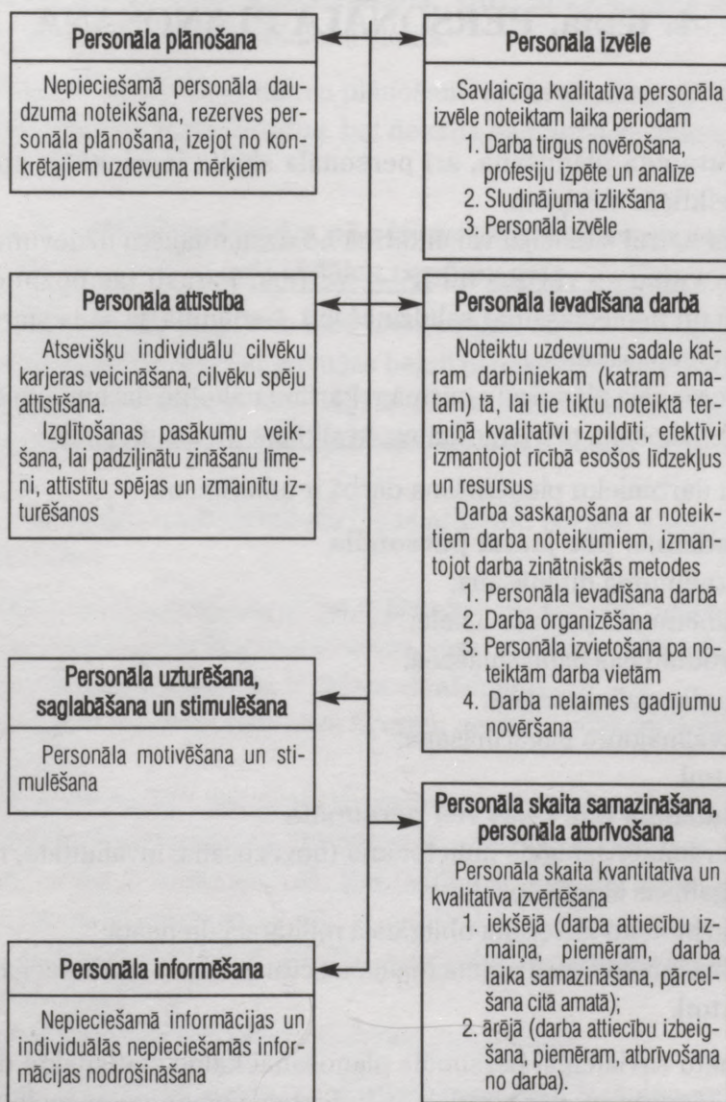 Personāla plānošana
Nepieciešamā personāla dau-
dzuma noteikšana, rezerves per-
sonāla plānošana, izejot no kon-
krētajiem uzdevuma mērķiem
Personāla izvēle
Savlaicīga kvalitatīva personāla
izvēle noteiktam laika periodam
1. Darba tirgus novērošana,
profesiju izpēte un analīze
2. Sludinājuma izlikšana
3. Personāla izvēle
Personāla attīstība
Atsevišķu individuālu cilvēku
karjeras veicināšana, cilvēku spēju
attīstīšana.
Izglītošanas pasākumu veik-
šana, lai padziļinātu zināšanu līme-
ni, attīstītu spējas un izmainītu iz-
turēšanos
Personāla ievadīšana darbā
Noteiktu uzdevumu sadale kat-
ram darbiniekam (katram ama-
tam) tā, lai tie tiktu noteiktā ter-
miņā kvalitatīvi izpildīti, efektīvi
izmantojot rīcībā esošos līdzekļus
un resursus
Darba saskaņošana ar noteik-
tiem darba noteikumiem, izman-
tojot darba zinātniskās metodes
1. Personāla ievadīšana darbā
2. Darba organizēšana
3. Personāla izvietošana pa no-
teiktām darba vietām
4. Darba nelaimes gadījumu
novēršana
Personāla uzturēšana,
saglabāšana un stimulēšana
Personāla motivēšana un sti-
mulēšana
Personāla skaita samazināšana,
personāla atbrīvošana
Personāla skaita kvantitatīva un
kvalitatīva izvērtēšana
1. iekšējā (darba attiecību iz-
maiņa, piemēram, darba
laika samazināšana, pārcel-
šana citā amatā);
2. ārējā (darba attiecību izbeig-
šana, piemēram, atbrīvošana
no darba).
Personāla informēšana
Nepieciešamā informācijas un
individuālās nepieciešamās infor-
mācijas nodrošināšana